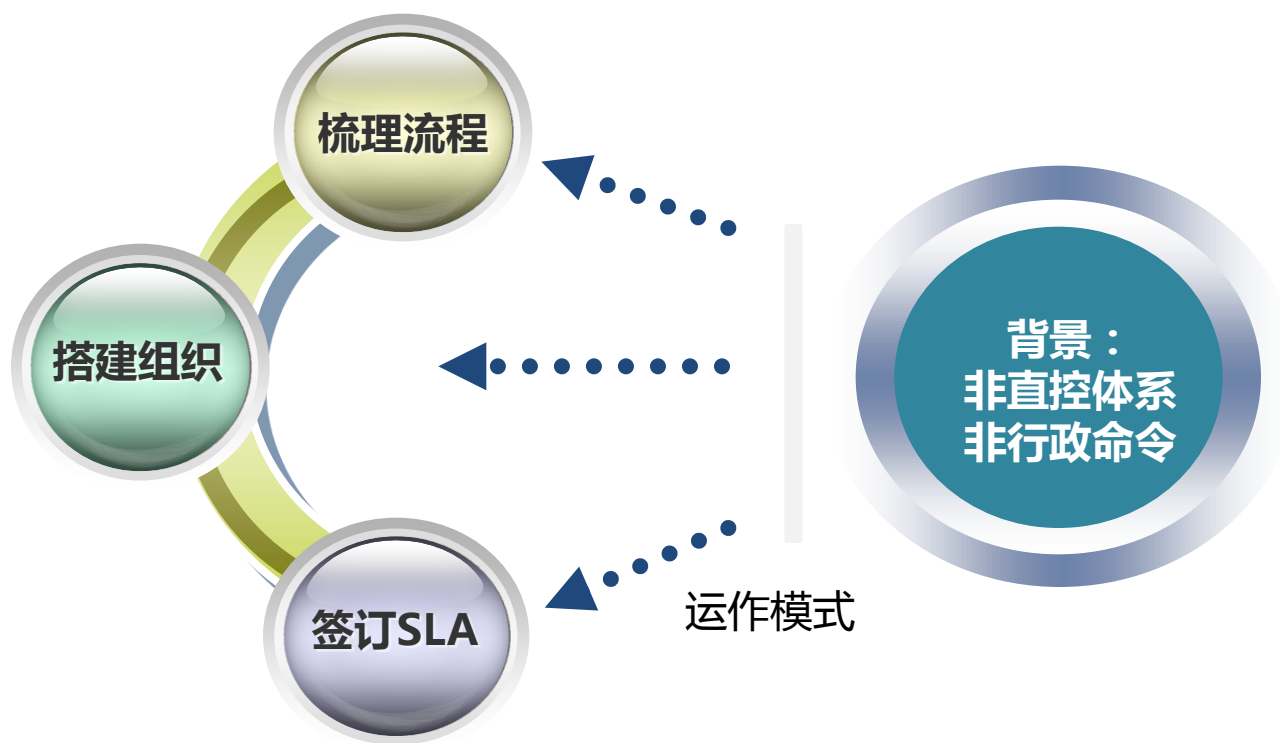 梳理流程
搭建组织
签订SLA
运作模式
背景：
非直控体系
非行政命令